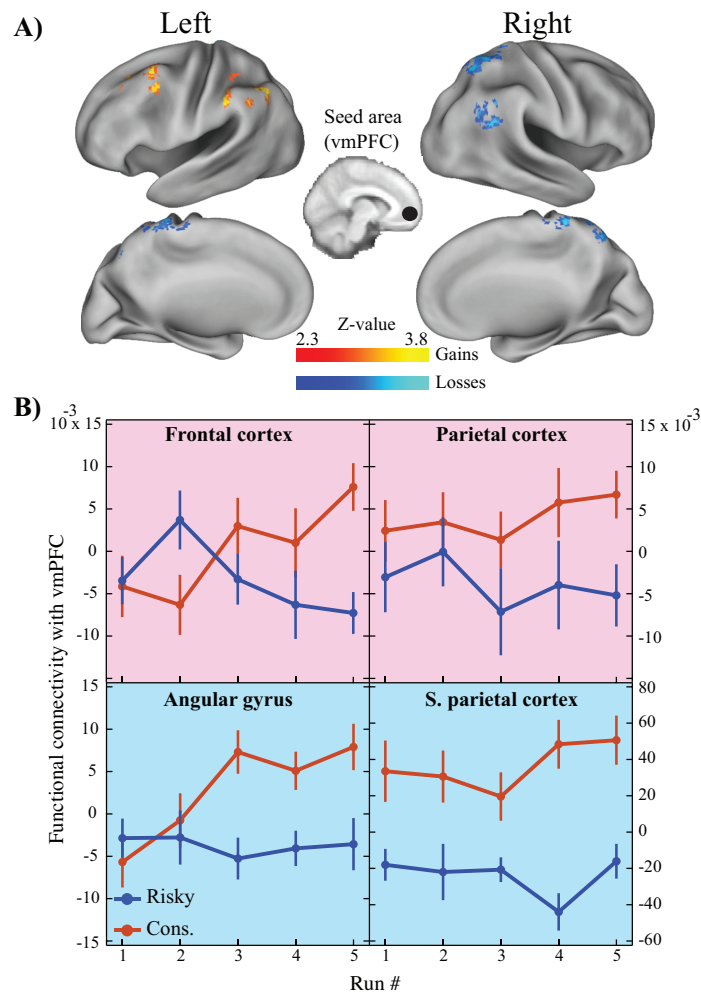 A)
Left
Right
Seed area
(vmPFC)
Z-value
2.3
3.8
Gains
Losses
B)
Functional connectivity with vmPFC
10^-3 x 15
10
5
0
-5
-10
Frontal cortex
Parietal cortex
15 x 10^-3
10
5
0
-5
-10
15
10
5
0
-5
-10
-15
Angular gyrus
S. parietal cortex
80
60
40
20
0
-20
-40
-60
Risky
Cons.
1 2 3 4 5
1 2 3 4 5
Run #